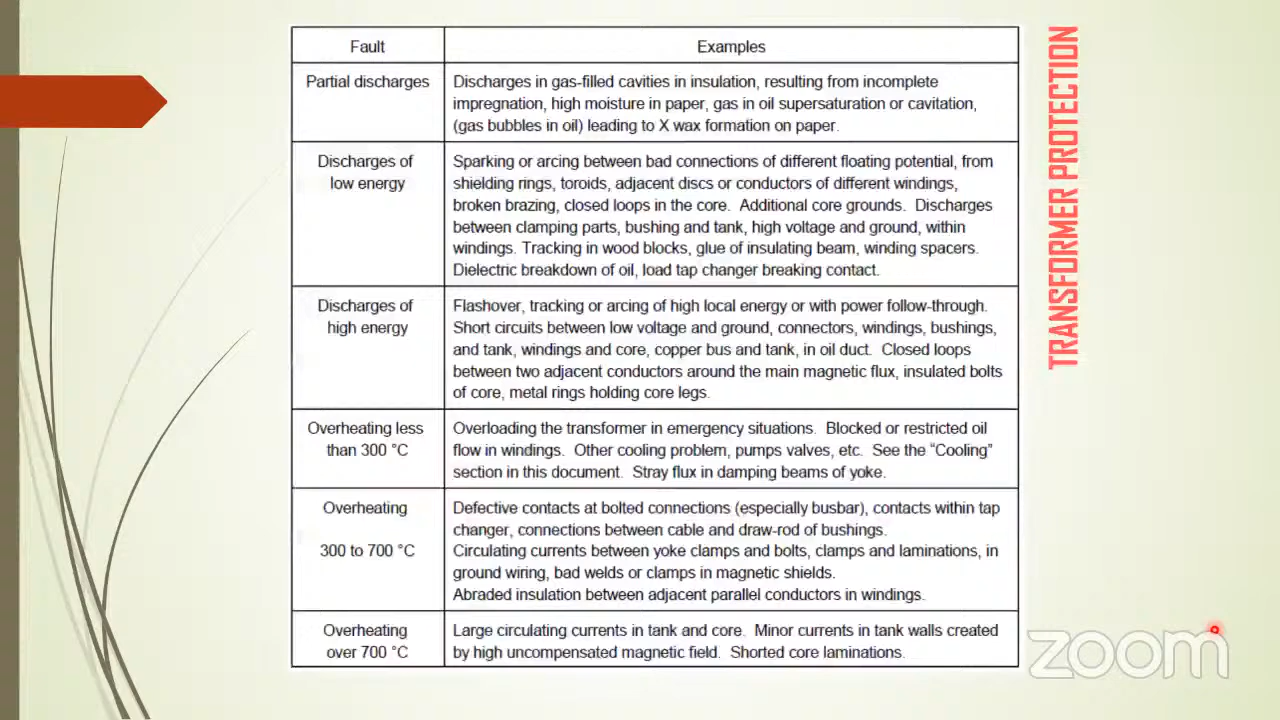 Fault
Examples
Partial discharges
Discharges in gas-filled cavities in insulation, resulting from incomplete
impregnation, high moisture in paper, gas in oil supersaturation or cavitation,
(gas bubbles in oil) leading to X wax formation on paper.
Discharges of
low energy
Sparking or arcing between bad connections of different floating potential, from
shielding rings, toroids, adjacent discs or conductors of different windings,
broken brazing, closed loops in the core. Additional core grounds. Discharges
between clamping parts, bushing and tank, high voltage and ground, within
windings. Tracking in wood blocks, glue of insulating beam, winding spacers.
Dielectric breakdown of oil, load tap changer breaking contact.
Discharges of
high energy
Flashover, tracking or arcing of high local energy or with power follow-through.
Short circuits between low voltage and ground, connectors, windings, bushings,
and tank, windings and core, copper bus and tank, in oil duct. Closed loops
between two adjacent conductors around the main magnetic flux, insulated bolts
of core, metal rings holding core legs.
Overheating less
than 300 °C
Overloading the transformer in emergency situations. Blocked or restricted oil
flow in windings. Other cooling problem, pumps valves, etc. See the “Cooling”
section in this document. Stray flux in damping beams of yoke.
Overheating
300 to 700 °C
Defective contacts at bolted connections (especially busbar), contacts within tap
changer, connections between cable and draw-rod of bushings.
Circulating currents between yoke clamps and bolts, clamps and laminations, in
ground wiring, bad welds or clamps in magnetic shields.
Abraded insulation between adjacent parallel conductors in windings.
Overheating
over 700 °C
Large circulating currents in tank and core. Minor currents in tank walls created
by high uncompensated magnetic field. Shorted core laminations.
TRANSFORMER PROTECTION
zoom